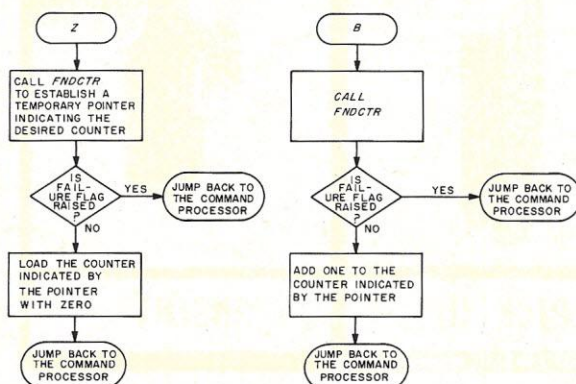 Z
CALL FNDCTR
TO ESTABLISH A
TEMPORARY POINTER
INDICATING THE
DESIRED COUNTER
IS
FAIL-
URE FLAG
RAISED
?
YES
JUMP BACK TO
THE COMMAND
PROCESSOR
NO
LOAD THE COUNTER
INDICATED BY
THE POINTER
WITH ZERO
JUMP BACK TO
THE COMMAND
PROCESSOR
B
CALL
FNDCTR
IS
FAIL-
URE FLAG
RAISED
?
YES
JUMP BACK TO
THE COMMAND
PROCESSOR
NO
ADD ONE TO THE
COUNTER INDICATED
BY THE POINTER
JUMP BACK TO
THE COMMAND
PROCESSOR